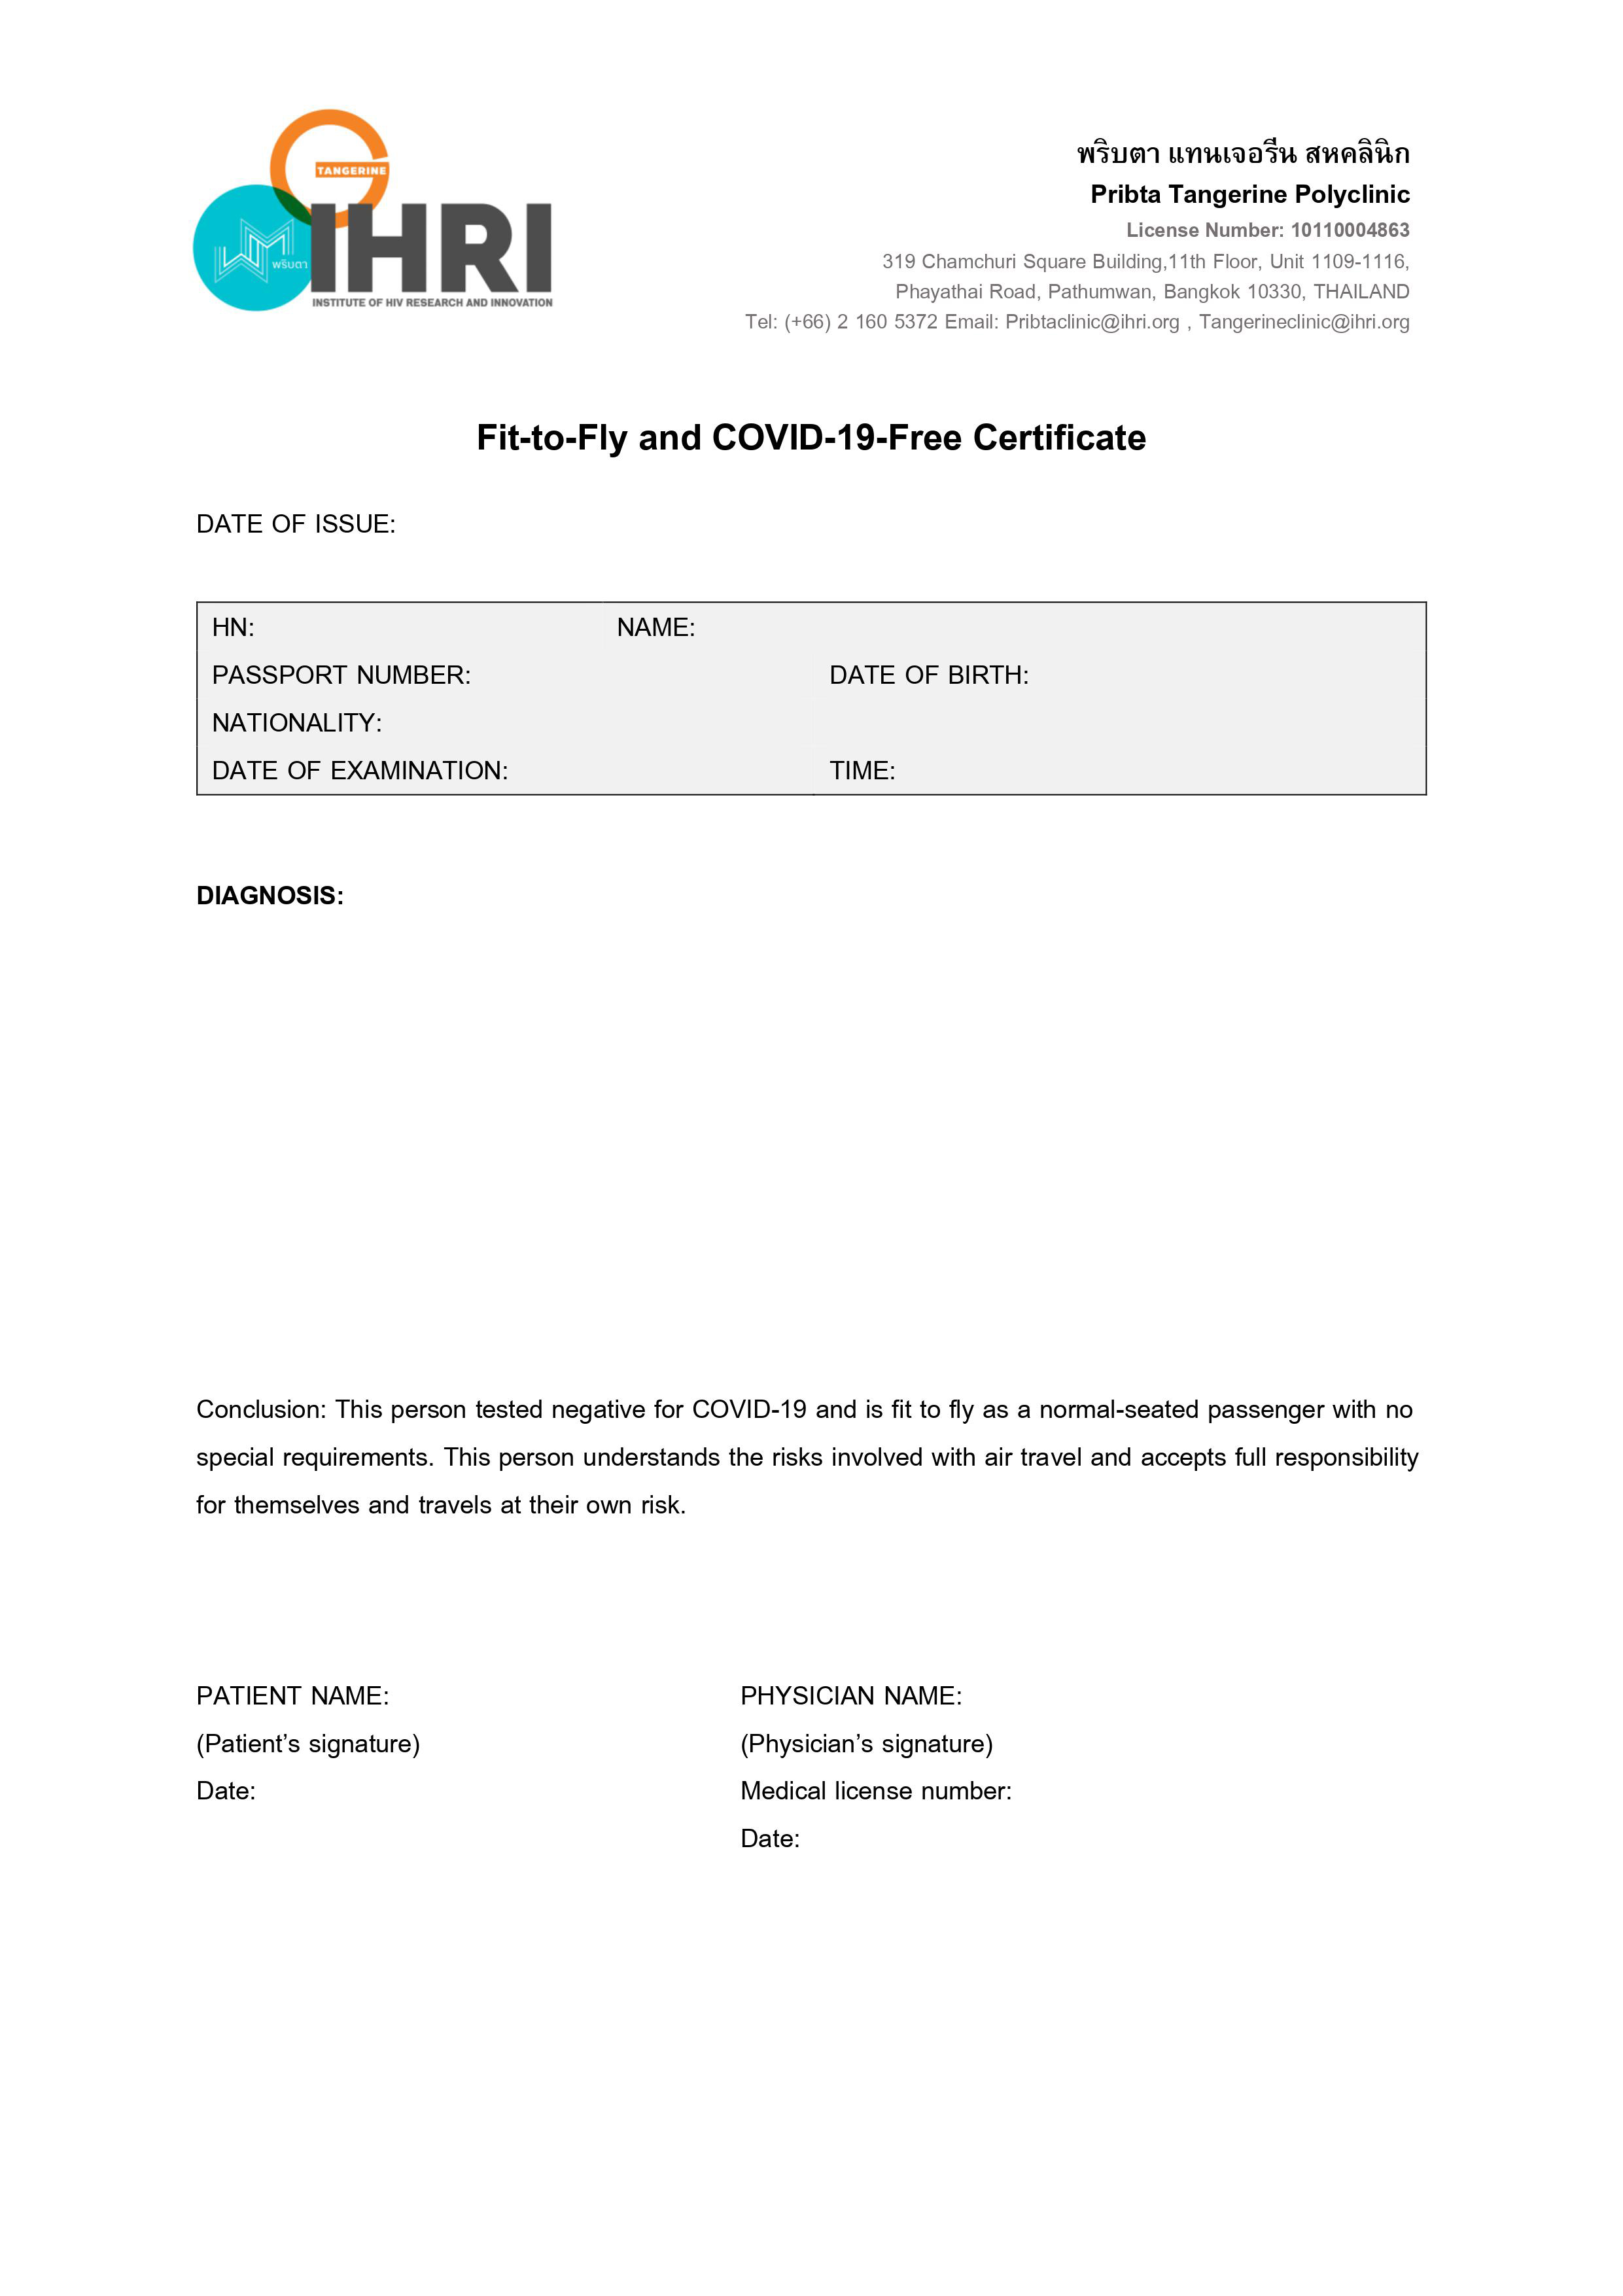 TANGERINE
พริบตา
IHRI
INSTITUTE OF HIV RESEARCH AND INNOVATION
พริบตา แทนเจอรีน สหคลินิก
Pribta Tangerine Polyclinic
License Number: 10110004863
319 Chamchuri Square Building,11th Floor, Unit 1109-1116,
Phayathai Road, Pathumwan, Bangkok 10330, THAILAND
Tel: (+66) 2 160 5372 Email: Pribtaclinic@ihri.org , Tangerineclinic@ihri.org
Fit-to-Fly and COVID-19-Free Certificate
DATE OF ISSUE:
HN: NAME:
PASSPORT NUMBER: DATE OF BIRTH:
NATIONALITY:
DATE OF EXAMINATION: TIME:
DIAGNOSIS:
Conclusion: This person tested negative for COVID-19 and is fit to fly as a normal-seated passenger with no
special requirements. This person understands the risks involved with air travel and accepts full responsibility
for themselves and travels at their own risk.
PATIENT NAME: PHYSICIAN NAME:
(Patient’s signature) (Physician’s signature)
Date: Medical license number:
Date: